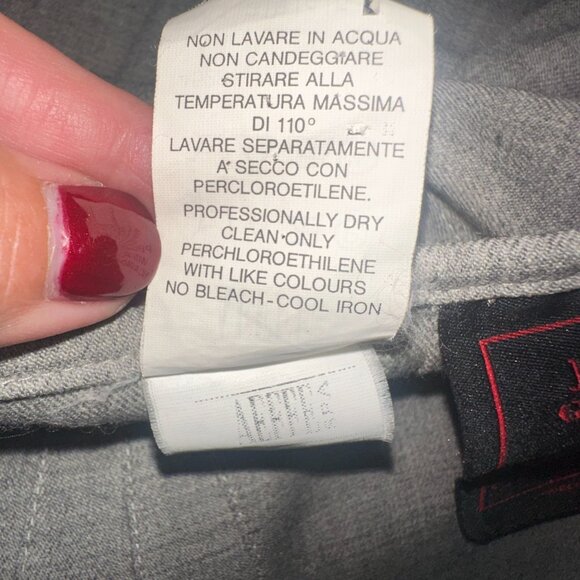 NON LAVARE IN ACQUA
NON CANDEGGIARE
STIRARE ALLA
TEMPERATURA MASSIMA
DI 110°
LAVARE SEPARATAMENTE
A SECCO CON
PERCLOROETILENE.
PROFESSIONALLY DRY
CLEAN ONLY
PERCHLOROETHILENE
WITH LIKE COLOURS
NO BLEACH-COOL IRON